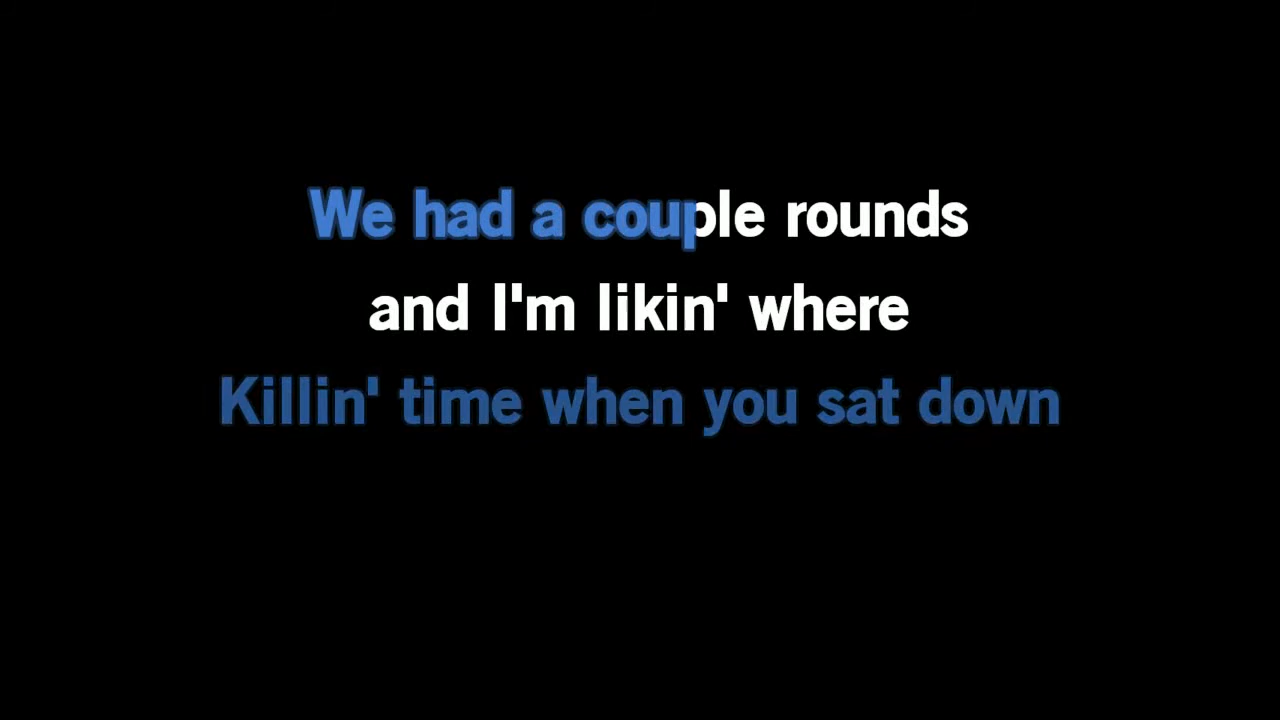 We had a couple rounds
and I'm likin' where
Killin' time when you sat down